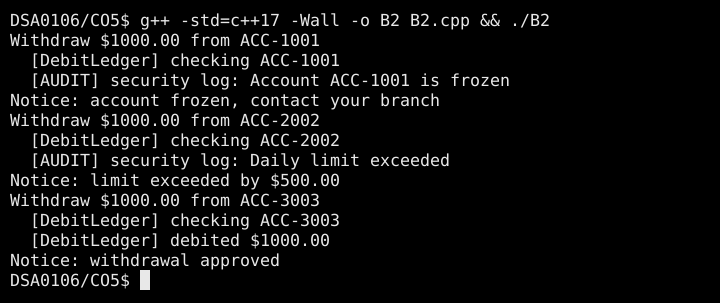 DSA0106/CO5$ g++ -std=c++17 -Wall -o B2 B2.cpp && ./B2
Withdraw $1000.00 from ACC-1001
  [DebitLedger] checking ACC-1001
  [AUDIT] security log: Account ACC-1001 is frozen
Notice: account frozen, contact your branch
Withdraw $1000.00 from ACC-2002
  [DebitLedger] checking ACC-2002
  [AUDIT] security log: Daily limit exceeded
Notice: limit exceeded by $500.00
Withdraw $1000.00 from ACC-3003
  [DebitLedger] checking ACC-3003
  [DebitLedger] debited $1000.00
Notice: withdrawal approved
DSA0106/CO5$